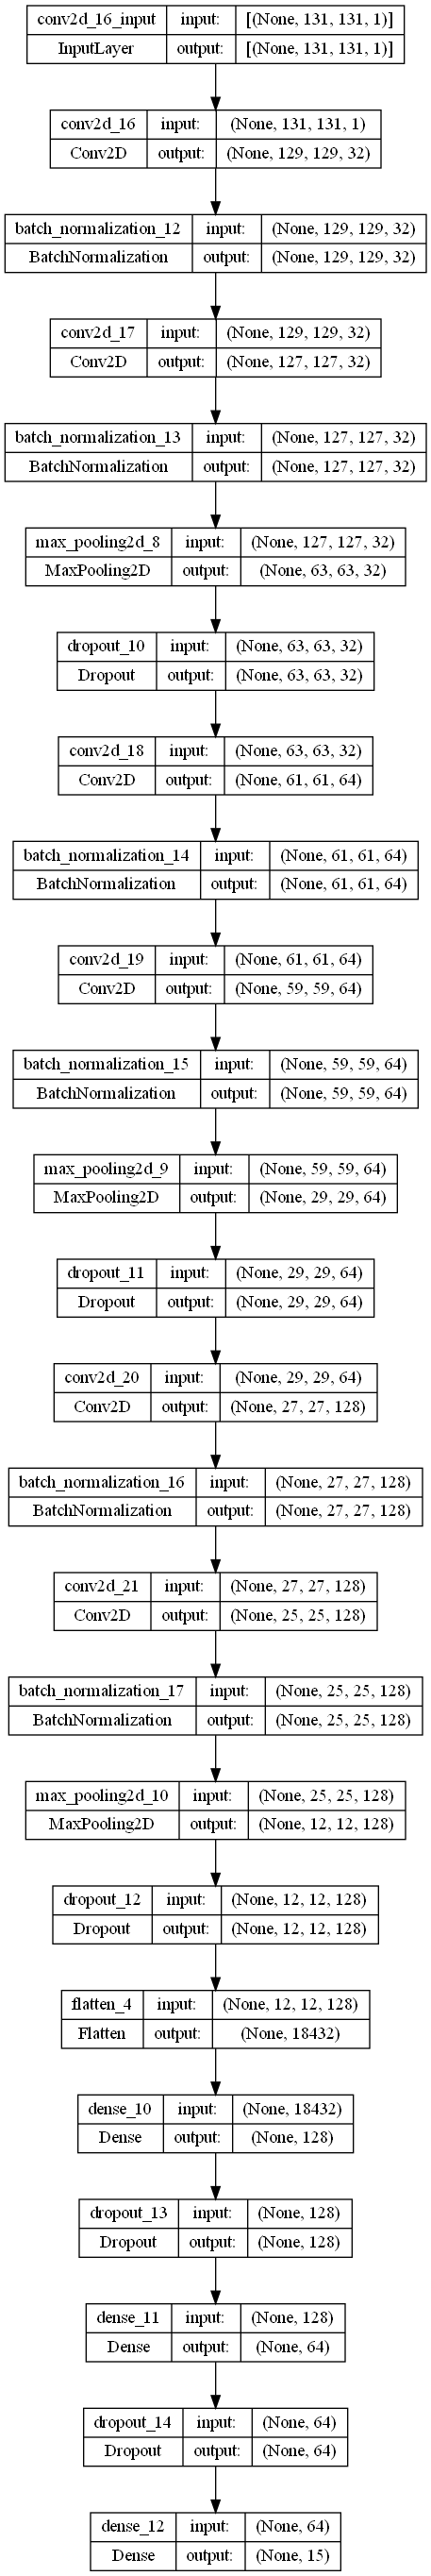 conv2d_16_input input: [(None, 131, 131, 1)]
InputLayer output: [(None, 131, 131, 1)]
conv2d_16 input: (None, 131, 131, 1)
Conv2D output: (None, 129, 129, 32)
batch_normalization_12 input: (None, 129, 129, 32)
BatchNormalization output: (None, 129, 129, 32)
conv2d_17 input: (None, 129, 129, 32)
Conv2D output: (None, 127, 127, 32)
batch_normalization_13 input: (None, 127, 127, 32)
BatchNormalization output: (None, 127, 127, 32)
max_pooling2d_8 input: (None, 127, 127, 32)
MaxPooling2D output: (None, 63, 63, 32)
dropout_10 input: (None, 63, 63, 32)
Dropout output: (None, 63, 63, 32)
conv2d_18 input: (None, 63, 63, 32)
Conv2D output: (None, 61, 61, 64)
batch_normalization_14 input: (None, 61, 61, 64)
BatchNormalization output: (None, 61, 61, 64)
conv2d_19 input: (None, 61, 61, 64)
Conv2D output: (None, 59, 59, 64)
batch_normalization_15 input: (None, 59, 59, 64)
BatchNormalization output: (None, 59, 59, 64)
max_pooling2d_9 input: (None, 59, 59, 64)
MaxPooling2D output: (None, 29, 29, 64)
dropout_11 input: (None, 29, 29, 64)
Dropout output: (None, 29, 29, 64)
conv2d_20 input: (None, 29, 29, 64)
Conv2D output: (None, 27, 27, 128)
batch_normalization_16 input: (None, 27, 27, 128)
BatchNormalization output: (None, 27, 27, 128)
conv2d_21 input: (None, 27, 27, 128)
Conv2D output: (None, 25, 25, 128)
batch_normalization_17 input: (None, 25, 25, 128)
BatchNormalization output: (None, 25, 25, 128)
max_pooling2d_10 input: (None, 25, 25, 128)
MaxPooling2D output: (None, 12, 12, 128)
dropout_12 input: (None, 12, 12, 128)
Dropout output: (None, 12, 12, 128)
flatten_4 input: (None, 12, 12, 128)
Flatten output: (None, 18432)
dense_10 input: (None, 18432)
Dense output: (None, 128)
dropout_13 input: (None, 128)
Dropout output: (None, 128)
dense_11 input: (None, 128)
Dense output: (None, 64)
dropout_14 input: (None, 64)
Dropout output: (None, 64)
dense_12 input: (None, 64)
Dense output: (None, 15)